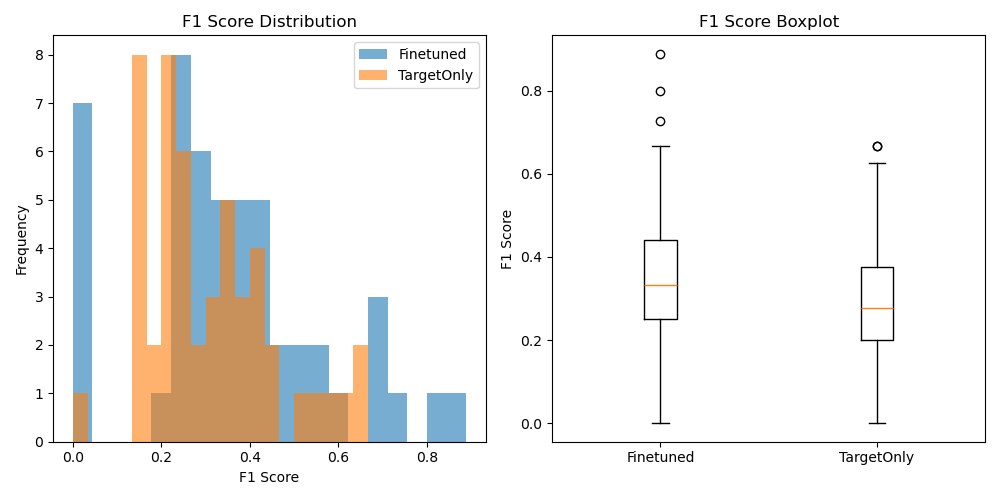 F1 Score Distribution
Finetuned
TargetOnly
8
7
6
5
4
3
2
1
0
Frequency
0.0 0.2 0.4 0.6 0.8
F1 Score
F1 Score Boxplot
0.8
0.6
0.4
0.2
0.0
F1 Score
Finetuned TargetOnly